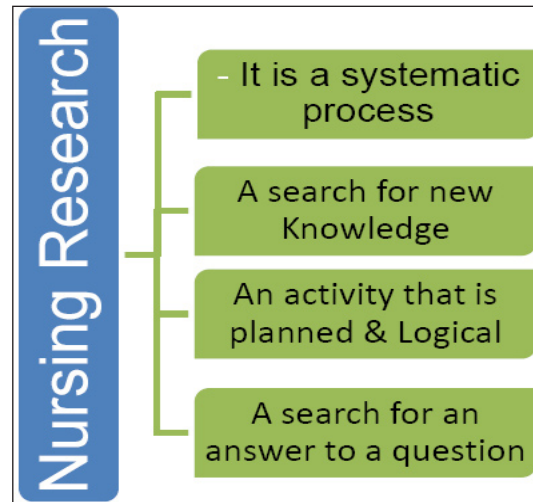 Nursing Research
- It is a systematic
process
A search for new
Knowledge
An activity that is
planned & Logical
A search for an
answer to a question